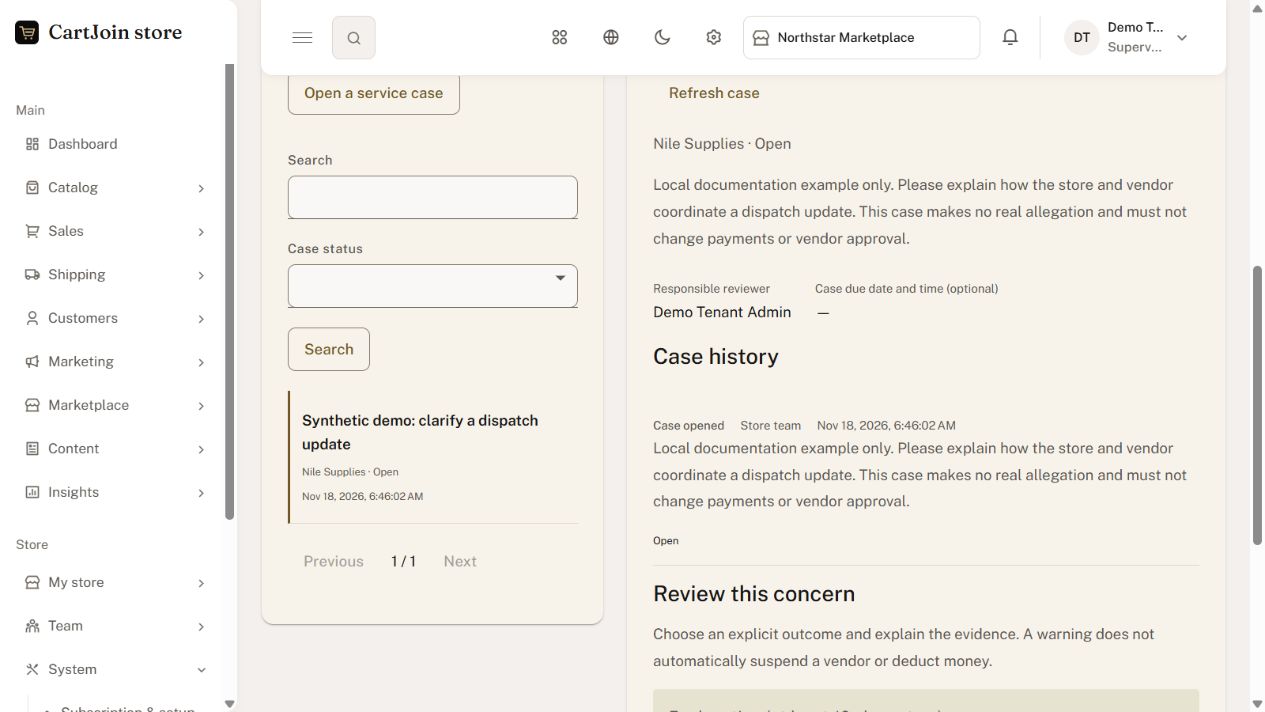 CartJoin store
Northstar Marketplace
DT
Demo T...
Superv...
Main
Dashboard
Catalog
Sales
Shipping
Customers
Marketing
Marketplace
Content
Insights
Store
My store
Team
System
Open a service case
Search
Case status
Search
Synthetic demo: clarify a dispatch
update
Nile Supplies · Open
Nov 18, 2026, 6:46:02 AM
Previous
1 / 1
Next
Refresh case
Nile Supplies · Open
Local documentation example only. Please explain how the store and vendor
coordinate a dispatch update. This case makes no real allegation and must not
change payments or vendor approval.
Responsible reviewer
Case due date and time (optional)
Demo Tenant Admin
—
Case history
Case opened
Store team
Nov 18, 2026, 6:46:02 AM
Local documentation example only. Please explain how the store and vendor
coordinate a dispatch update. This case makes no real allegation and must not
change payments or vendor approval.
Open
Review this concern
Choose an explicit outcome and explain the evidence. A warning does not
automatically suspend a vendor or deduct money.